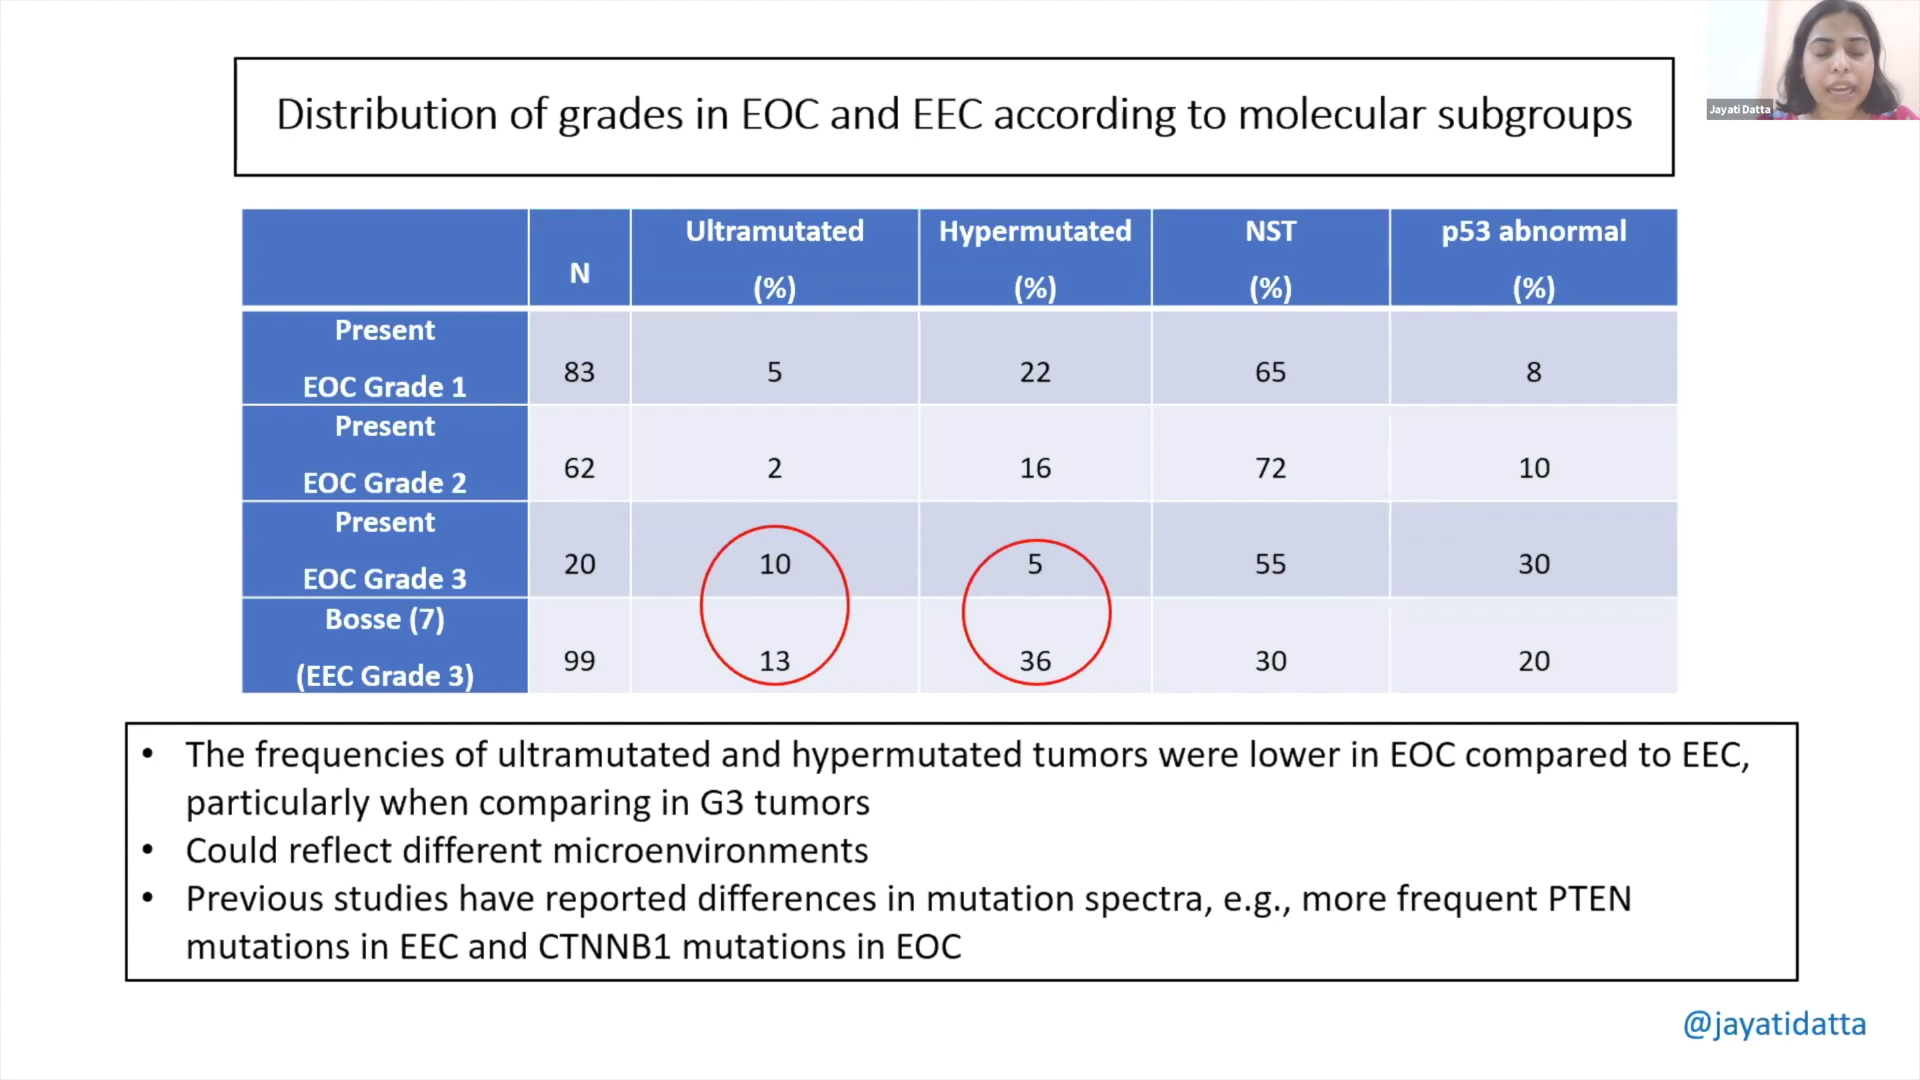 Distribution of grades in EOC and EEC according to molecular subgroups
Jayati Datta
N
Ultramutated
(%)
Hypermutated
(%)
NST
(%)
p53 abnormal
(%)
Present
EOC Grade 1
83
5
22
65
8
Present
EOC Grade 2
62
2
16
72
10
Present
EOC Grade 3
20
10
5
55
30
Bosse (7)
(EEC Grade 3)
99
13
36
30
20
• The frequencies of ultramutated and hypermutated tumors were lower in EOC compared to EEC,
particularly when comparing in G3 tumors
• Could reflect different microenvironments
• Previous studies have reported differences in mutation spectra, e.g., more frequent PTEN
mutations in EEC and CTNNB1 mutations in EOC
@jayatidatta